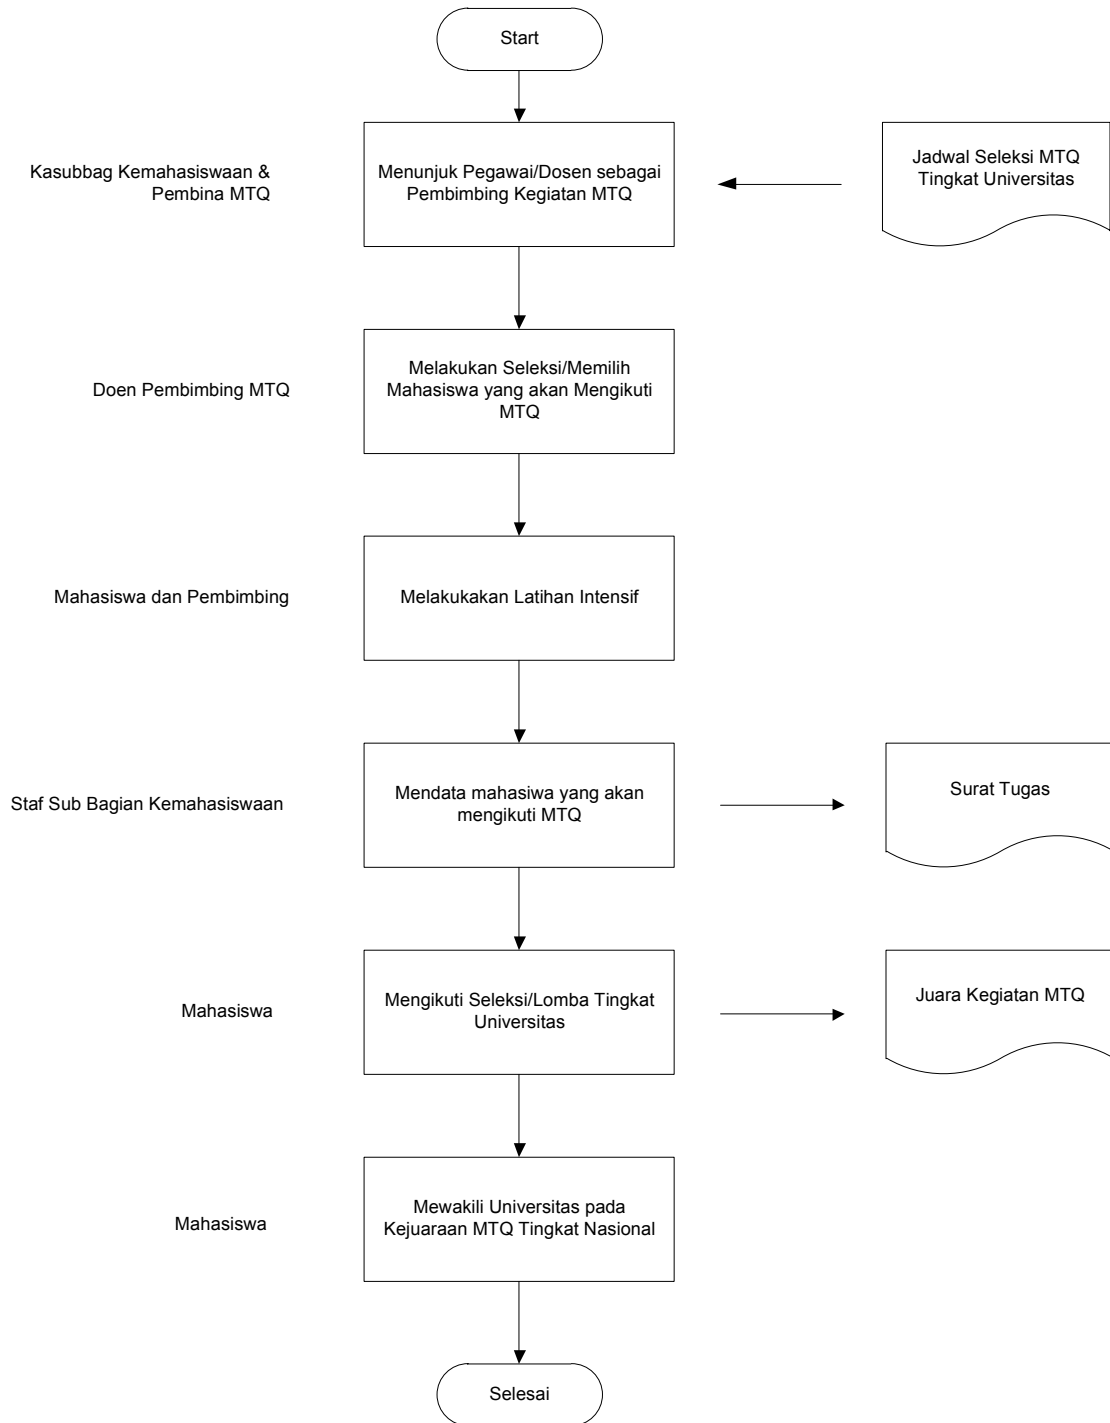 Start
Kasubbag Kemahasiswaan &
Pembina MTQ
Menunjuk Pegawai/Dosen sebagai
Pembimbing Kegiatan MTQ
Jadwal Seleksi MTQ
Tingkat Universitas
Doen Pembimbing MTQ
Melakukan Seleksi/Memilih
Mahasiswa yang akan Mengikuti
MTQ
Mahasiswa dan Pembimbing
Melakukakan Latihan Intensif
Staf Sub Bagian Kemahasiswaan
Mendata mahasiwa yang akan
mengikuti MTQ
Surat Tugas
Mahasiswa
Mengikuti Seleksi/Lomba Tingkat
Universitas
Juara Kegiatan MTQ
Mahasiswa
Mewakili Universitas pada
Kejuaraan MTQ Tingkat Nasional
Selesai